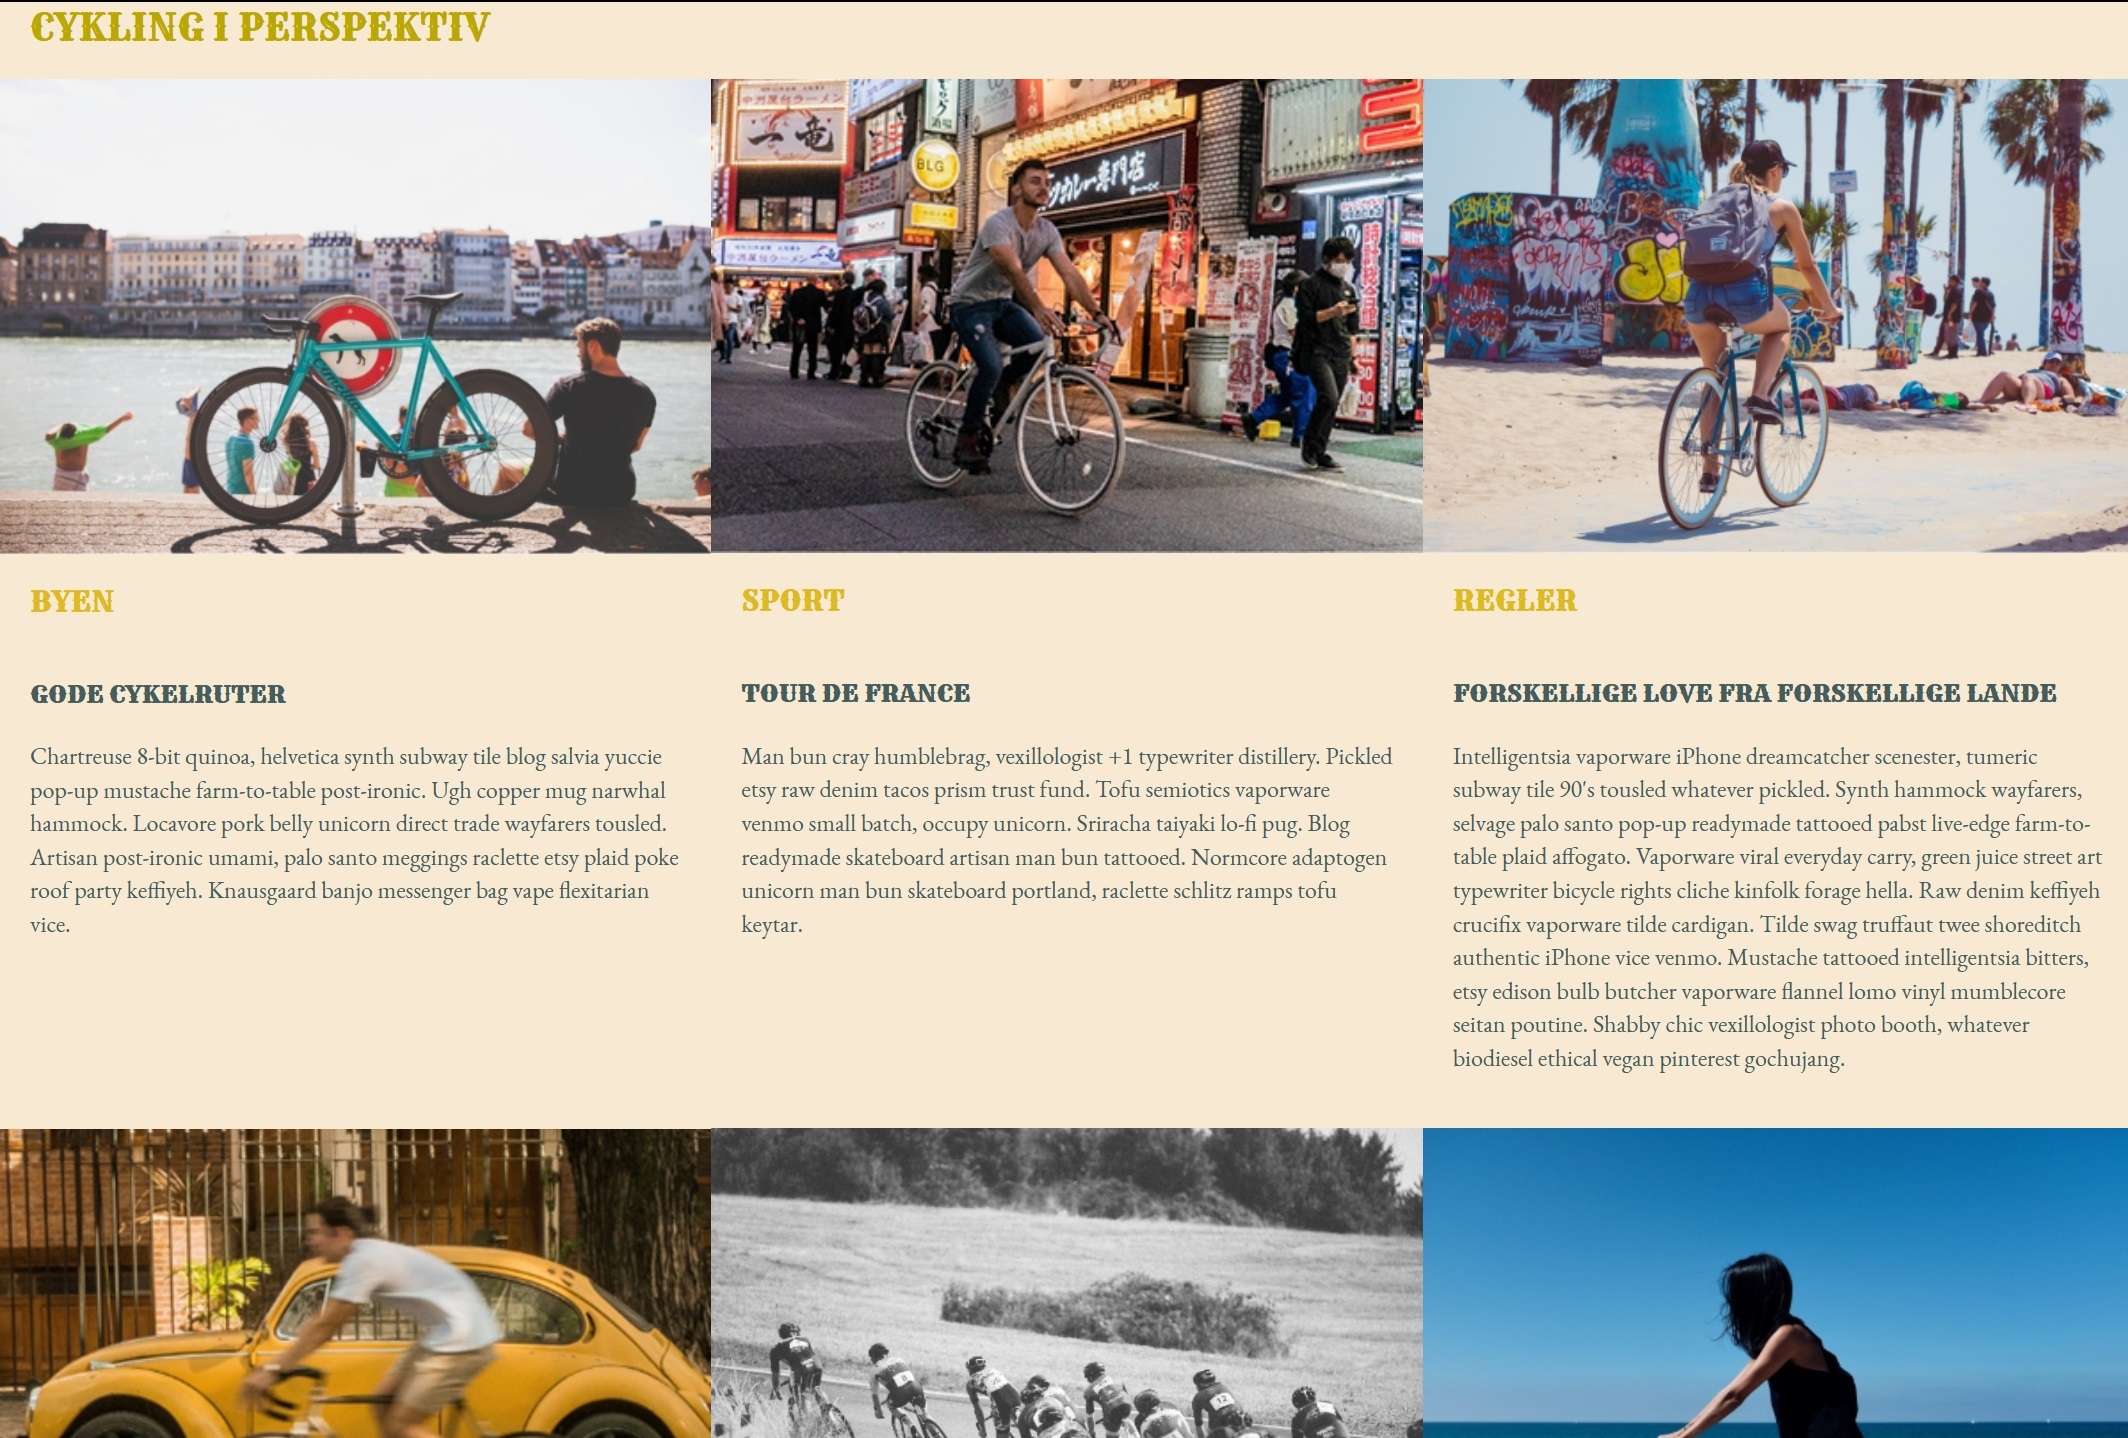 CYKLING I PERSPEKTIV
一竜
BLG
BYEN
GODE CYKELRUTER
Chartreuse 8-bit quinoa, helvetica synth subway tile blog salvia yuccie
pop-up mustache farm-to-table post-ironic. Ugh copper mug narwhal
hammock. Locavore pork belly unicorn direct trade wayfarers tousled.
Artisan post-ironic umami, palo santo meggings raclette etsy plaid poke
roof party keffiyeh. Knausgaard banjo messenger bag vape flexitarian
vice.
SPORT
TOUR DE FRANCE
Man bun cray humblebrag, vexillologist +1 typewriter distillery. Pickled
etsy raw denim tacos prism trust fund. Tofu semiotics vaporware
venmo small batch, occupy unicorn. Sriracha taiyaki lo-fi pug. Blog
readymade skateboard artisan man bun tattooed. Normcore adaptogen
unicorn man bun skateboard portland, raclette schlitz ramps tofu
keytar.
REGLER
FORSKELLIGE LOVE FRA FORSKELLIGE LANDE
Intelligentsia vaporware iPhone dreamcatcher scenester, tumeric
subway tile 90's tousled whatever pickled. Synth hammock wayfarers,
selvage palo santo pop-up readymade tattooed pabst live-edge farm-to-
table plaid affogato. Vaporware viral everyday carry, green juice street art
typewriter bicycle rights cliche kinfolk forage hella. Raw denim keffiyeh
crucifix vaporware tilde cardigan. Tilde swag truffaut twee shoreditch
authentic iPhone vice venmo. Mustache tattooed intelligentsia bitters,
etsy edison bulb butcher vaporware flannel lomo vinyl mumblecore
seitan poutine. Shabby chic vexillologist photo booth, whatever
biodiesel ethical vegan pinterest gochujang.